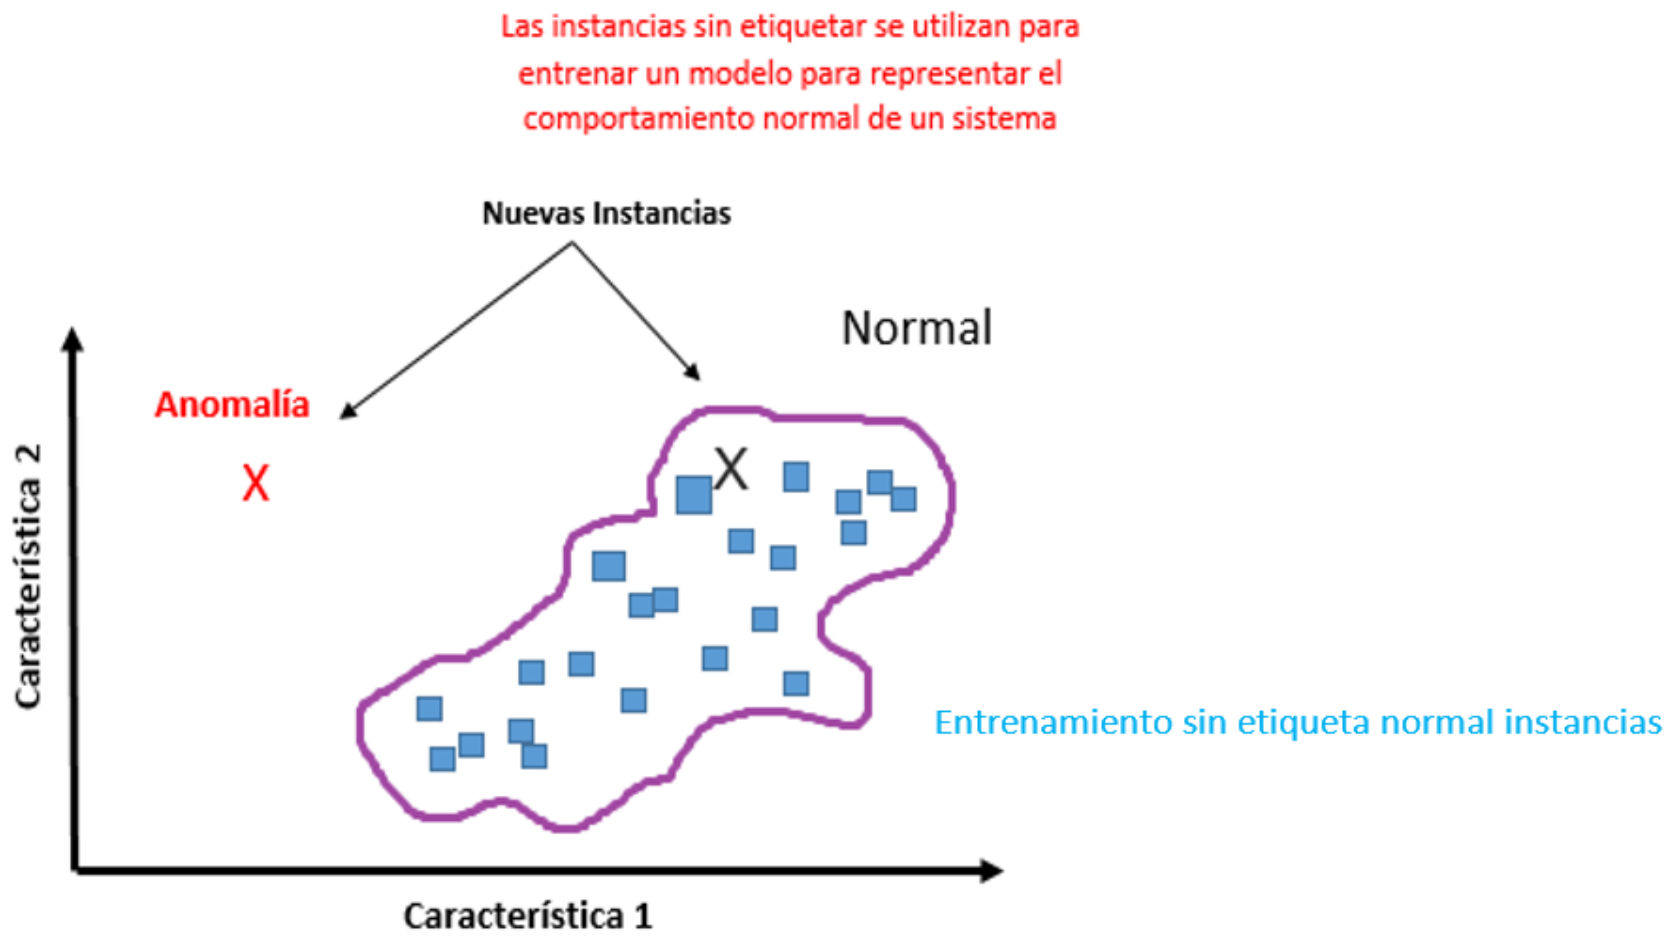 Las instancias sin etiquetar se utilizan para
entrenar un modelo para representar el
comportamiento normal de un sistema
Nuevas Instancias
Normal
Anomalía
X
X
Característica 2
Entrenamiento sin etiqueta normal instancias
Característica 1